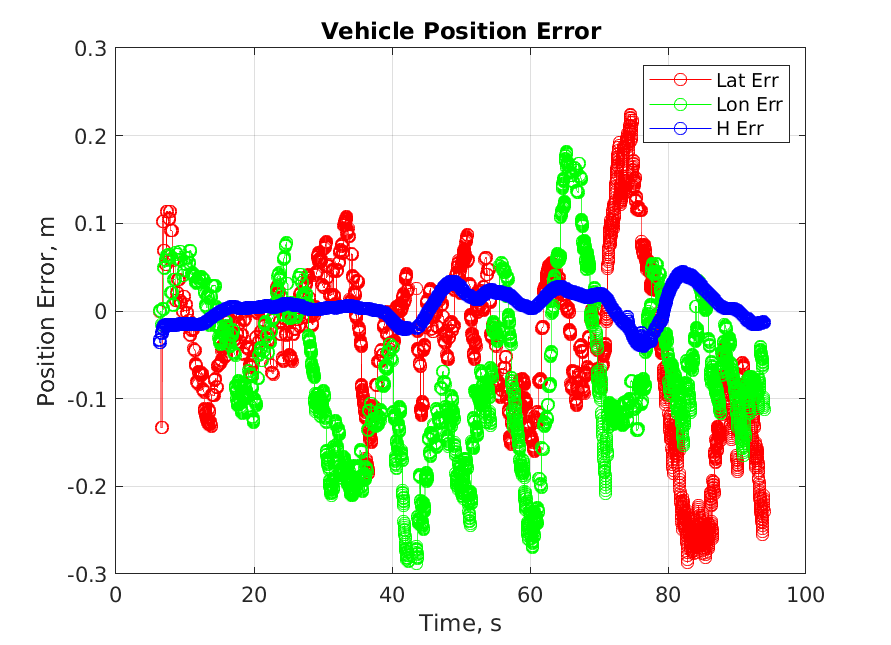 Vehicle Position Error
0.3
0.2
0.1
0
-0.1
-0.2
-0.3
Position Error, m
Lat Err
Lon Err
H Err
0 20 40 60 80 100
Time, s